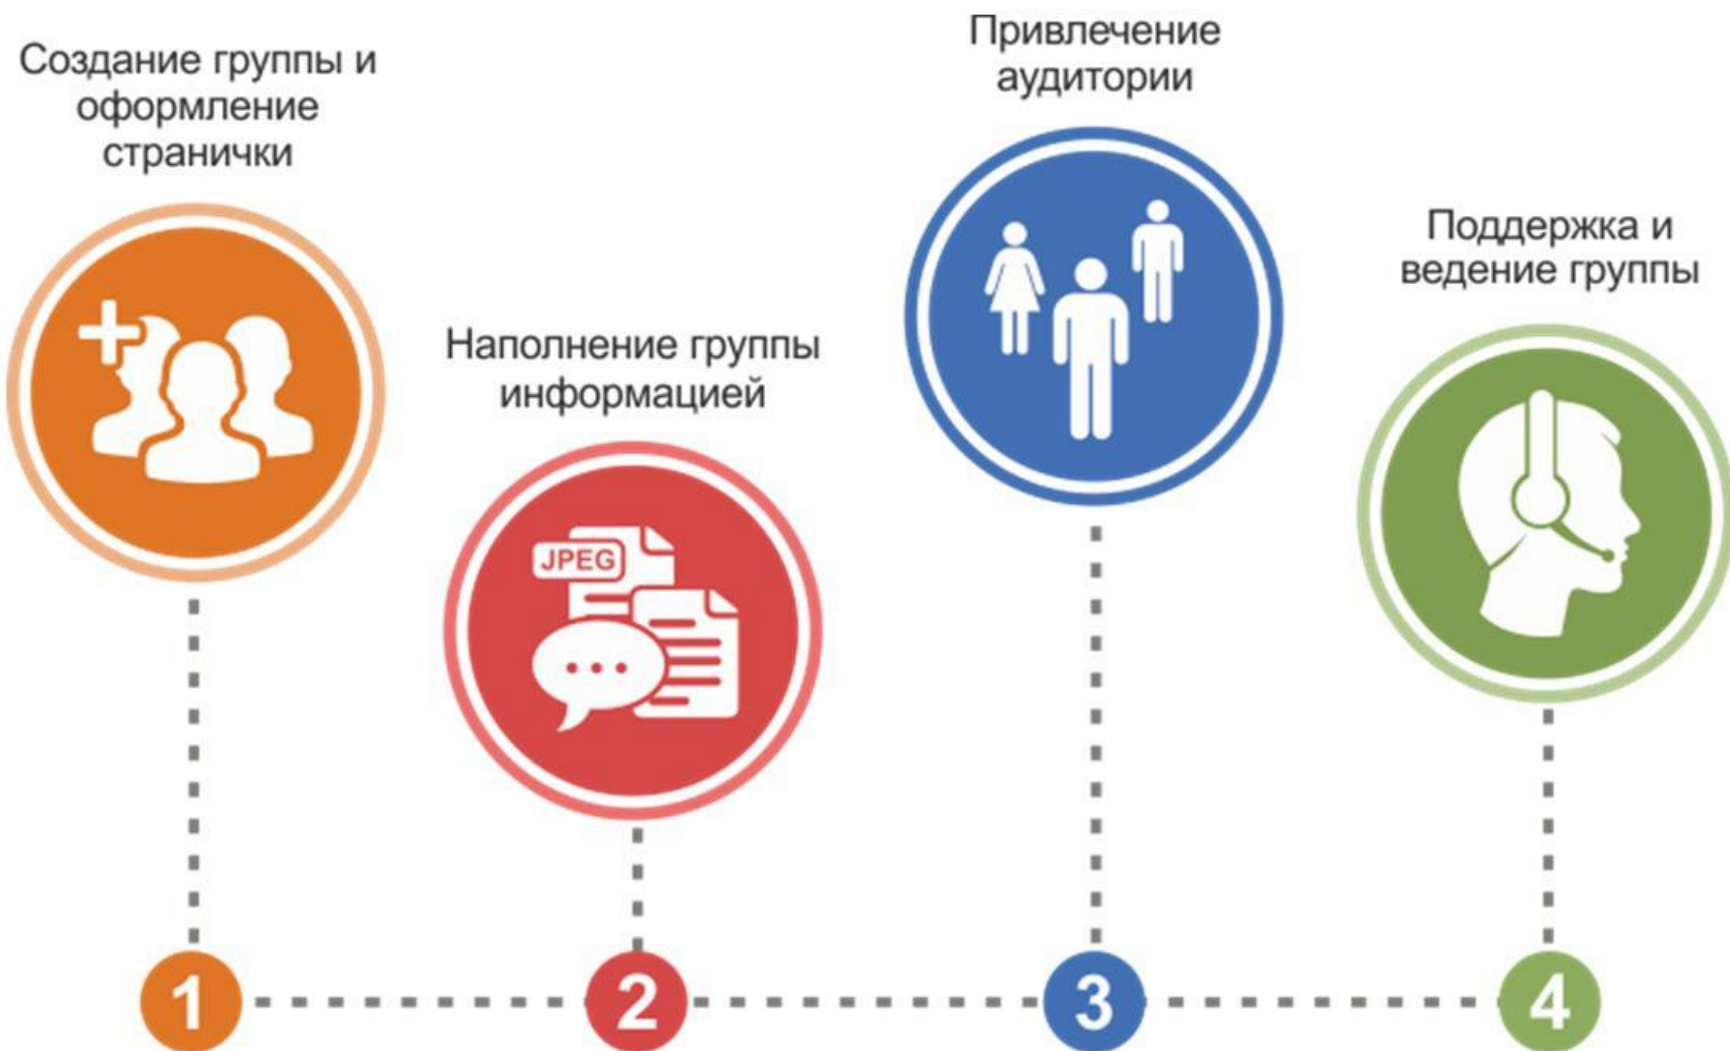 Создание группы и
оформление
странички
Наполнение группы
информацией
JPEG
Привлечение
аудитории
Поддержка и
ведение группы
1
2
3
4